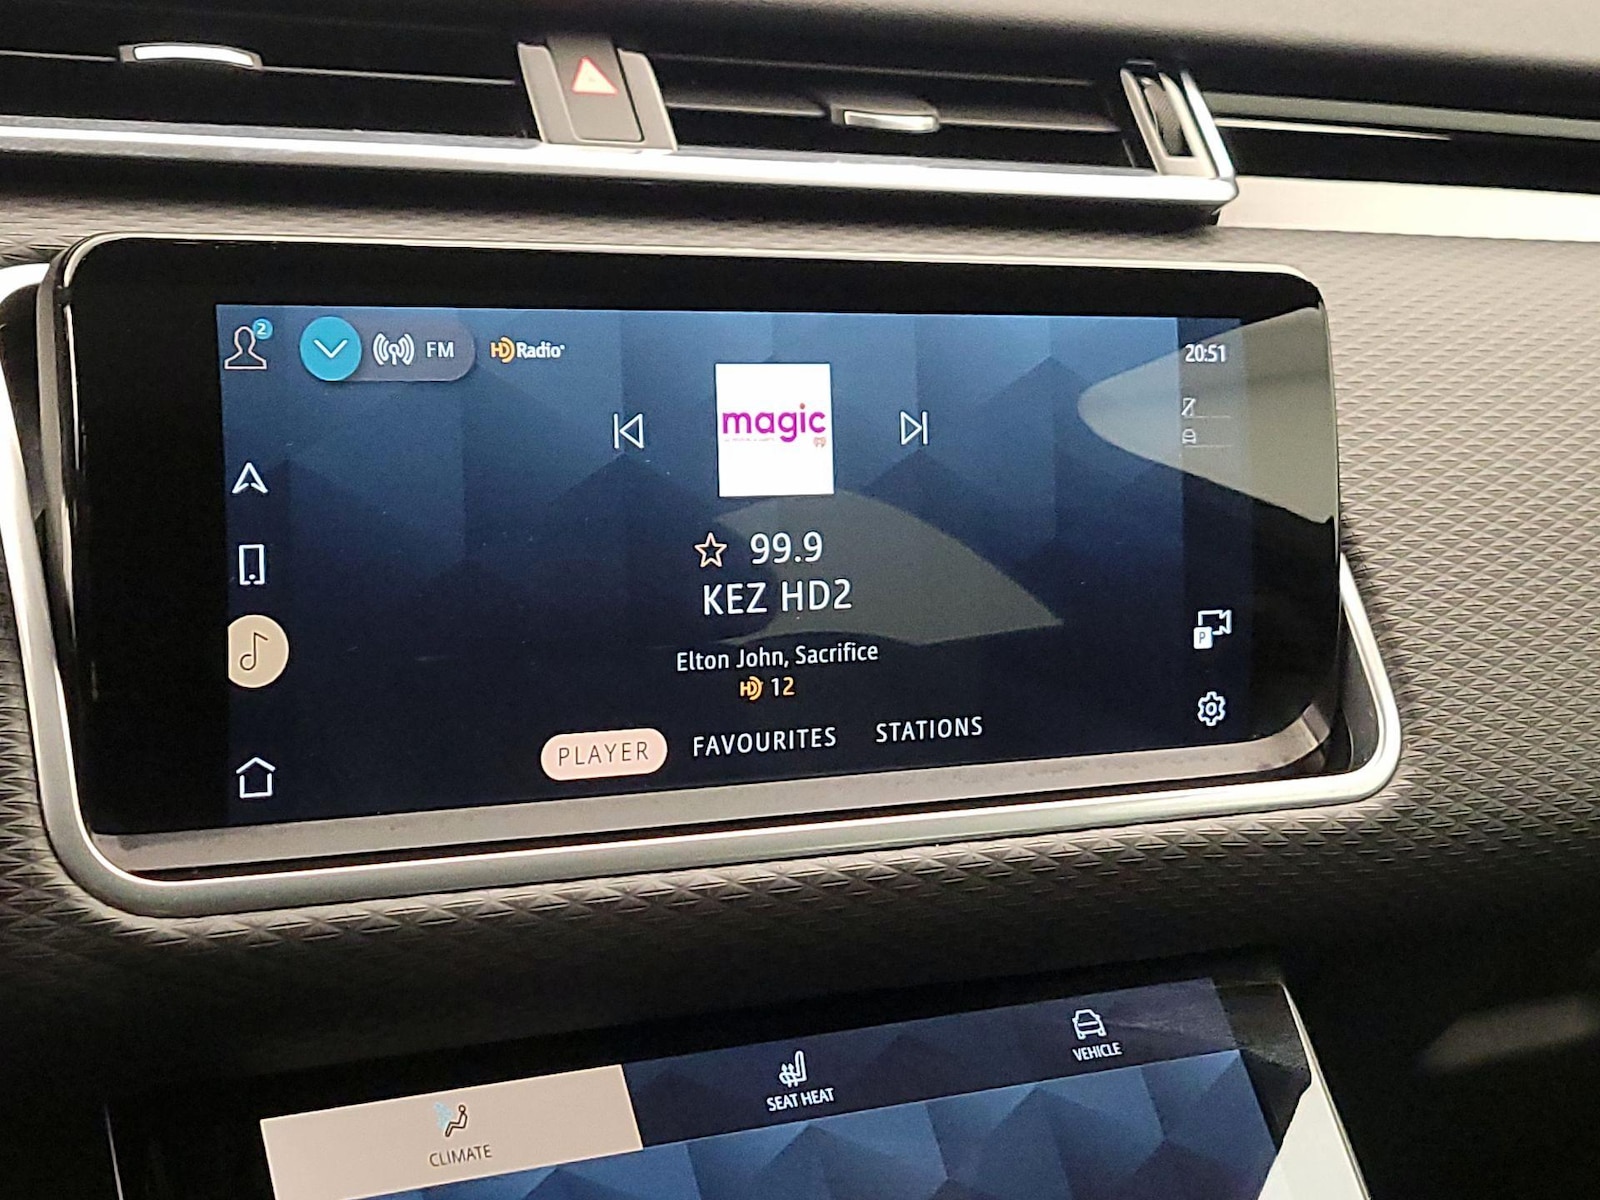 2
FM
HD Radio
20:51
magic
99.9
KEZ HD2
Elton John, Sacrifice
HD 12
P
PLAYER FAVOURITES STATIONS
CLIMATE
SEAT HEAT
VEHICLE